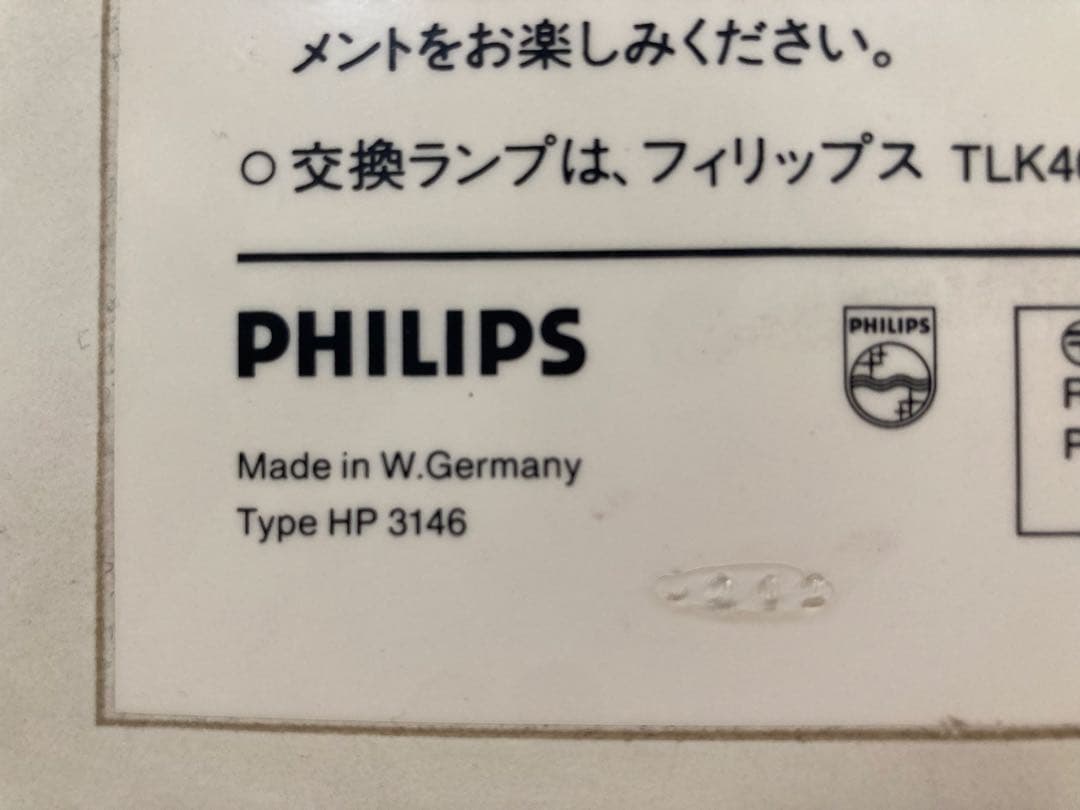 メントをお楽しみください。
○ 交換ランプは、フィリップス TLK40
PHILIPS
PHILIPS
Made in W.Germany
Type HP 3146